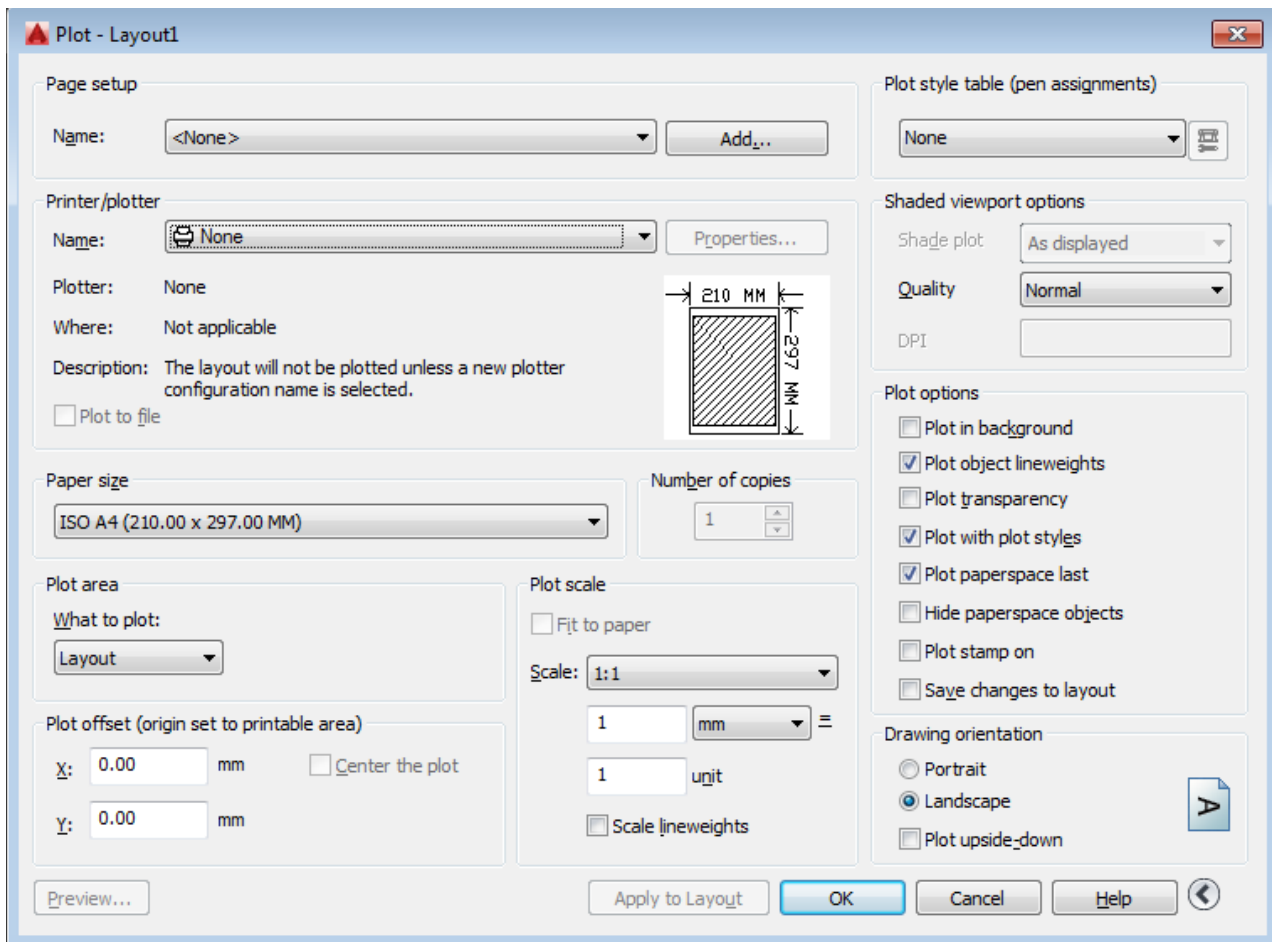 Plot - Layout1
Page setup
Name: <None> Add...
Plot style table (pen assignments)
None
Printer/plotter
Name: None Properties...
Plotter: None
Where: Not applicable
Description: The layout will not be plotted unless a new plotter
configuration name is selected.
Plot to file
210 MM
297 MM
Shaded viewport options
Shade plot As displayed
Quality Normal
DPI
Paper size
ISO A4 (210.00 x 297.00 MM)
Number of copies
1
Plot options
Plot in background
Plot object lineweights
Plot transparency
Plot with plot styles
Plot paperspace last
Hide paperspace objects
Plot stamp on
Save changes to layout
Plot area
What to plot:
Layout
Plot scale
Fit to paper
Scale: 1:1
1 mm =
1 unit
Scale lineweights
Plot offset (origin set to printable area)
X: 0.00 mm Center the plot
Y: 0.00 mm
Drawing orientation
Portrait
Landscape
Plot upside-down
A
Preview... Apply to Layout OK Cancel Help